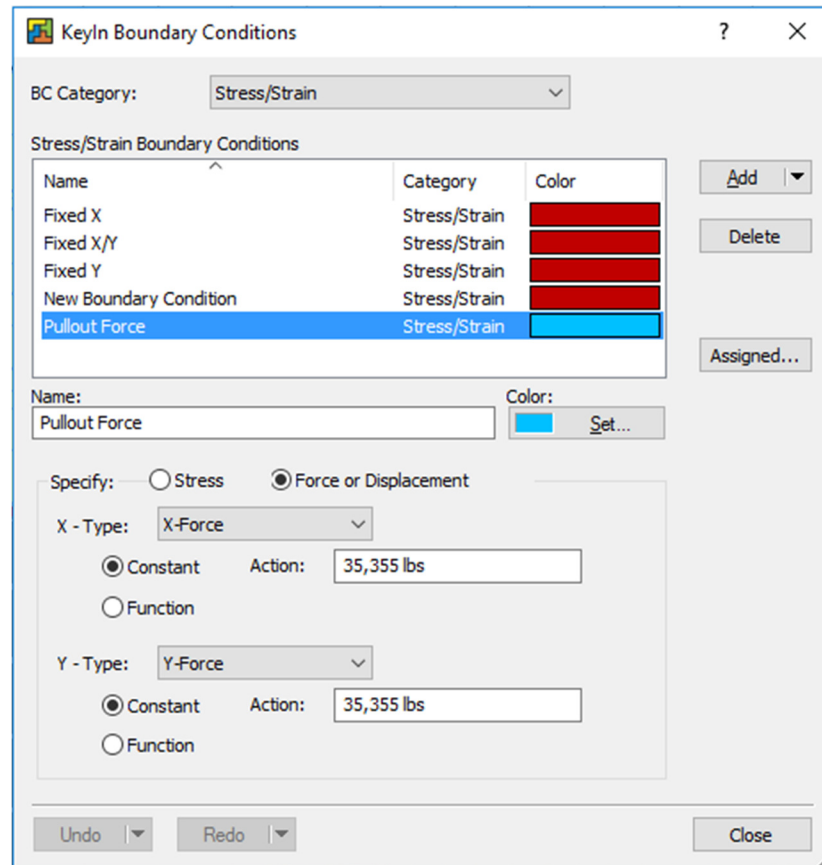 KeyIn Boundary Conditions ?
BC Category: Stress/Strain
Stress/Strain Boundary Conditions
Name Category Color
Fixed X Stress/Strain
Fixed X/Y Stress/Strain
Fixed Y Stress/Strain
New Boundary Condition Stress/Strain
Pullout Force Stress/Strain
Add
Delete
Assigned...
Name: Color:
Pullout Force Set...
Specify: Stress Force or Displacement
X - Type: X-Force
Constant Action: 35,355 lbs
Function
Y - Type: Y-Force
Constant Action: 35,355 lbs
Function
Undo Redo Close